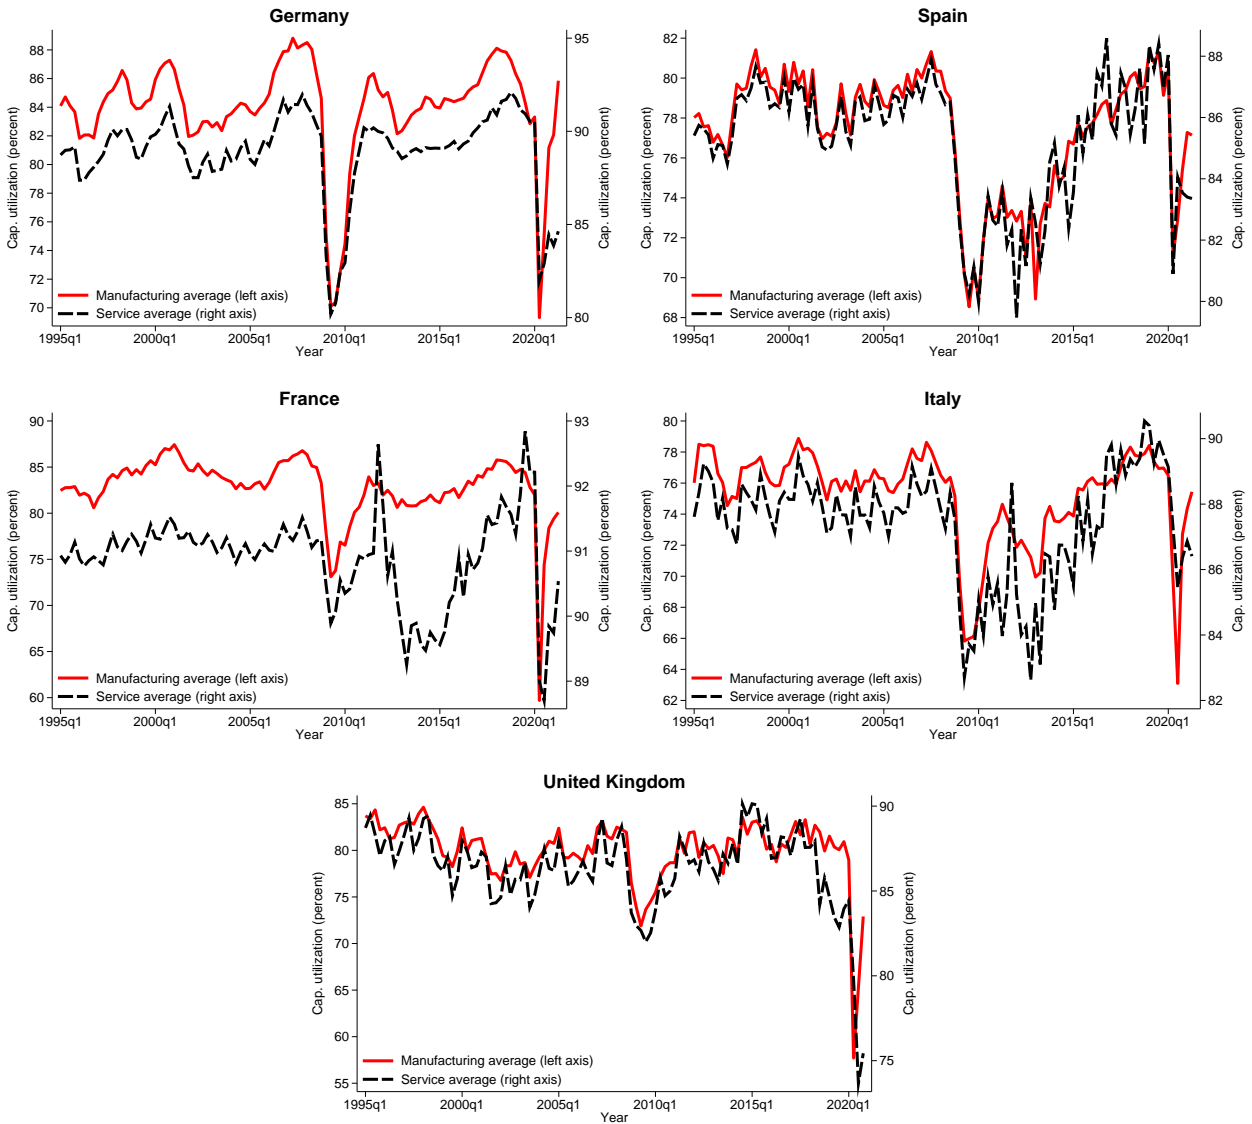 Germany
Cap. utilization (percent)
88
86
84
82
80
78
76
74
72
70
95
90
85
80
Cap. utilization (percent)
Manufacturing average (left axis)
Service average (right axis)
1995q1 2000q1 2005q1 2010q1 2015q1 2020q1
Year
Spain
Cap. utilization (percent)
82
80
78
76
74
72
70
68
88
86
84
82
80
Cap. utilization (percent)
Manufacturing average (left axis)
Service average (right axis)
1995q1 2000q1 2005q1 2010q1 2015q1 2020q1
Year
France
Cap. utilization (percent)
90
85
80
75
70
65
60
93
92
91
90
89
Cap. utilization (percent)
Manufacturing average (left axis)
Service average (right axis)
1995q1 2000q1 2005q1 2010q1 2015q1 2020q1
Year
Italy
Cap. utilization (percent)
80
78
76
74
72
70
68
66
64
62
90
88
86
84
82
Cap. utilization (percent)
Manufacturing average (left axis)
Service average (right axis)
1995q1 2000q1 2005q1 2010q1 2015q1 2020q1
Year
United Kingdom
Cap. utilization (percent)
85
80
75
70
65
60
55
90
85
80
75
Cap. utilization (percent)
Manufacturing average (left axis)
Service average (right axis)
1995q1 2000q1 2005q1 2010q1 2015q1 2020q1
Year